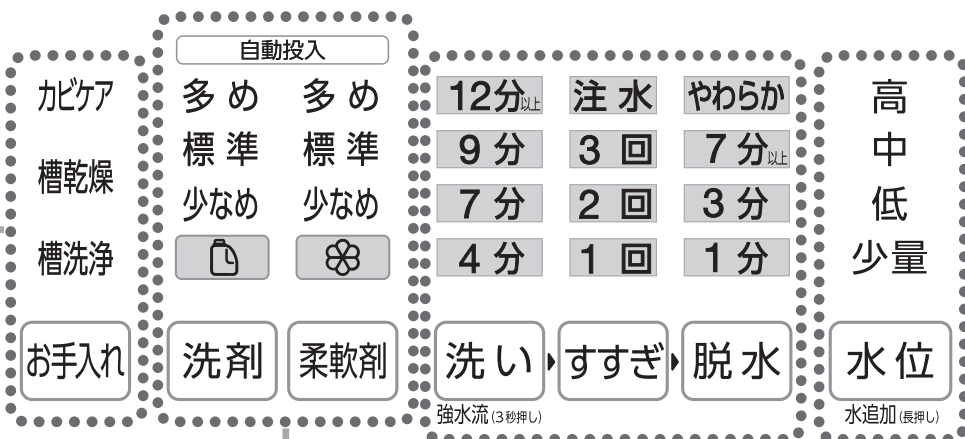 カビケア
槽乾燥
槽洗浄
お手入れ
自動投入
多め 多め
標準 標準
少なめ 少なめ
洗剤 柔軟剤
12分以上 注水 やわらか
9分 3回 7分以上
7分 2回 3分
4分 1回 1分
洗い すすぎ 脱水
強水流(3秒押し)
高
中
低
少量
水位
水追加(長押し)